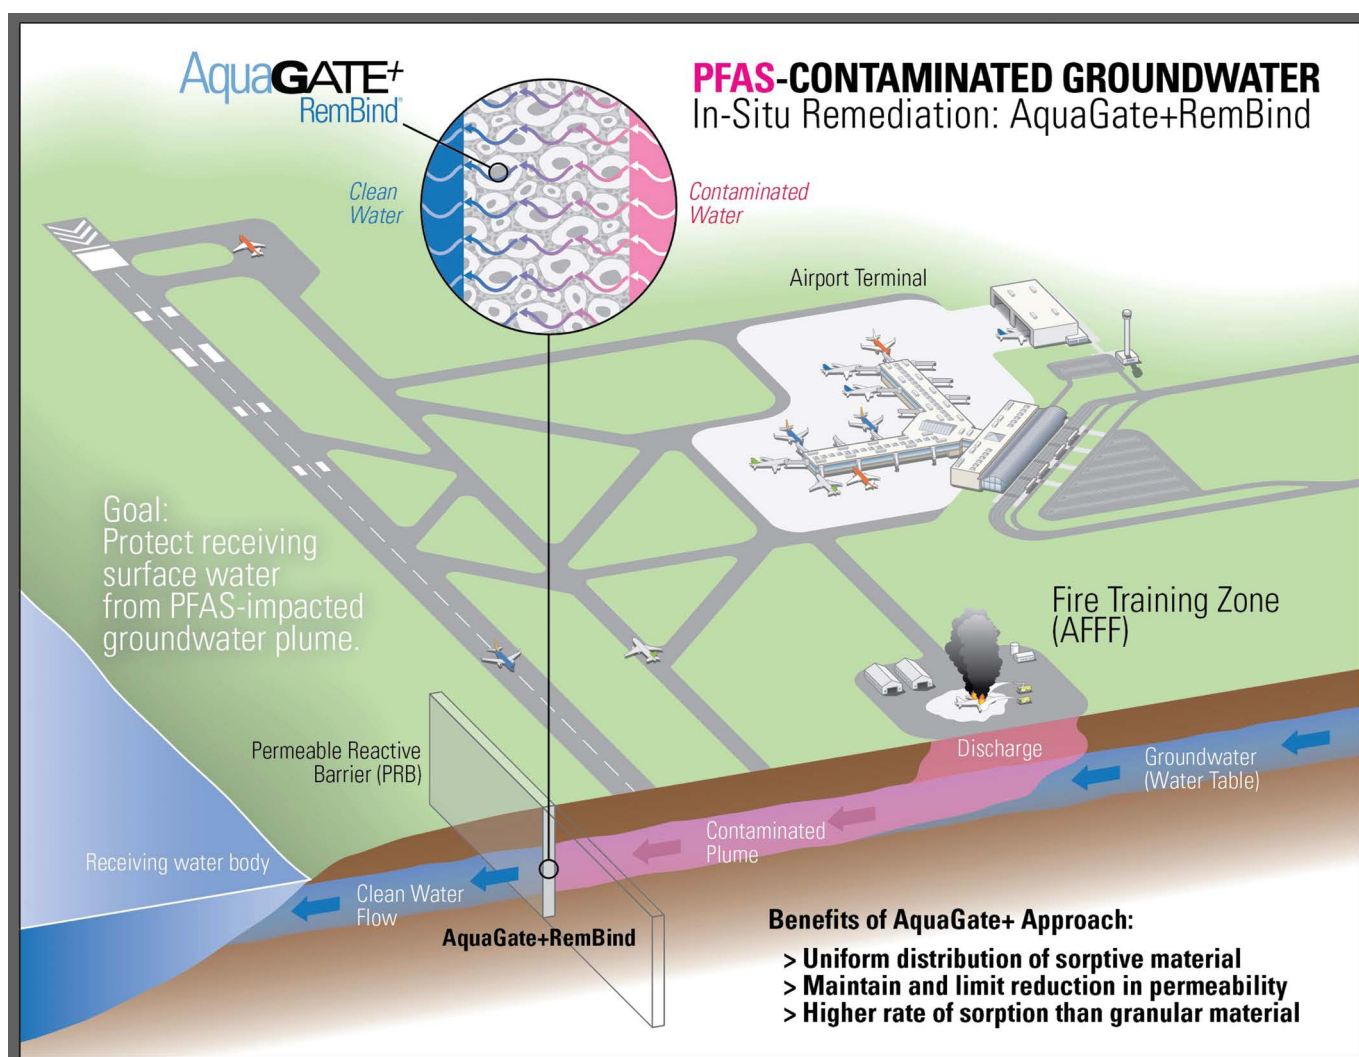 AquaGATE+
RemBind®
PFAS-CONTAMINATED GROUNDWATER
In-Situ Remediation: AquaGate+RemBind
Clean
Water
Contaminated
Water
Airport Terminal
Goal:
Protect receiving
surface water
from PFAS-impacted
groundwater plume.
Fire Training Zone
(AFFF)
Permeable Reactive
Barrier (PRB)
Discharge
Groundwater
(Water Table)
Contaminated
Plume
Receiving water body
Clean Water
Flow
AquaGate+RemBind
Benefits of AquaGate+ Approach:
> Uniform distribution of sorptive material
> Maintain and limit reduction in permeability
> Higher rate of sorption than granular material